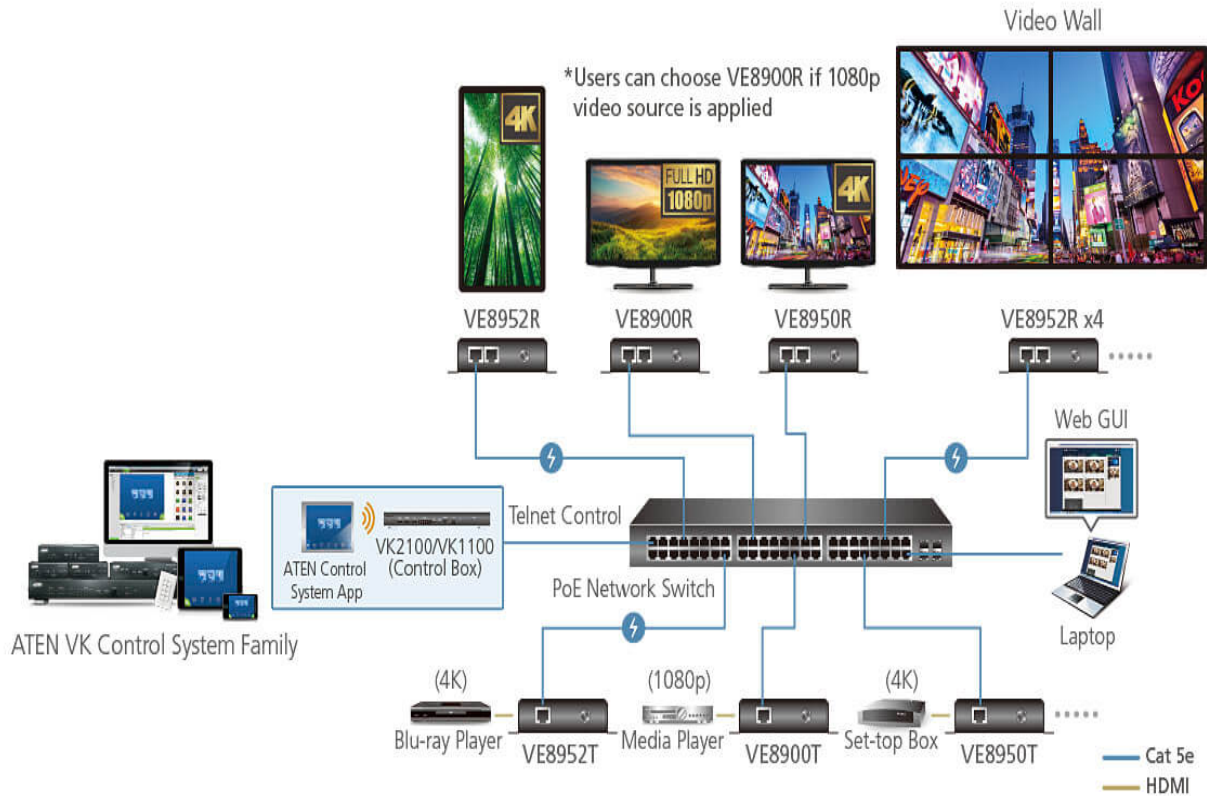 Video Wall
*Users can choose VE8900R if 1080p
video source is applied
4K
FULL HD
1080p
4K
VE8952R
VE8900R
VE8950R
VE8952R x4
Web GUI
Telnet Control
ATEN Control
System App
VK2100/VK1100
(Control Box)
PoE Network Switch
Laptop
ATEN VK Control System Family
(4K)
(1080p)
(4K)
Blu-ray Player
VE8952T
Media Player
VE8900T
Set-top Box
VE8950T
Cat 5e
HDMI